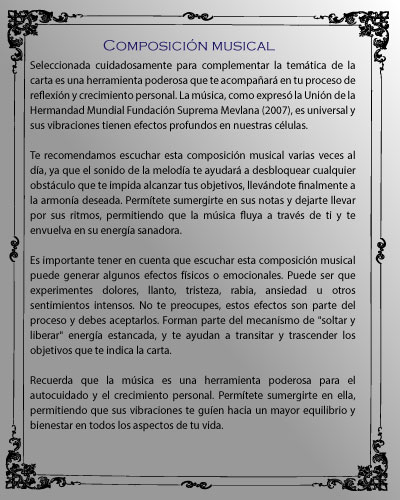 Composición musical
Seleccionada cuidadosamente para complementar la temática de la
carta es una herramienta poderosa que te acompañará en tu proceso de
reflexión y crecimiento personal. La música, como expresó la Unión de la
Hermandad Mundial Fundación Suprema Mevlana (2007), es universal y
sus vibraciones tienen efectos profundos en nuestras células.
Te recomendamos escuchar esta composición musical varias veces al
día, ya que el sonido de la melodía te ayudará a desbloquear cualquier
obstáculo que te impida alcanzar tus objetivos, llevándote finalmente a
la armonía deseada. Permítete sumergirte en sus notas y dejarte llevar
por sus ritmos, permitiendo que la música fluya a través de ti y te
envuelva en su energía sanadora.
Es importante tener en cuenta que escuchar esta composición musical
puede generar algunos efectos físicos o emocionales. Puede ser que
experimentes dolores, llanto, tristeza, rabia, ansiedad u otros
sentimientos intensos. No te preocupes, estos efectos son parte del
proceso y debes aceptarlos. Forman parte del mecanismo de "soltar y
liberar" energía estancada, y te ayudan a transitar y trascender los
objetivos que te indica la carta.
Recuerda que la música es una herramienta poderosa para el
autocuidado y el crecimiento personal. Permítete sumergirte en ella,
permitiendo que sus vibraciones te guíen hacia un mayor equilibrio y
bienestar en todos los aspectos de tu vida.